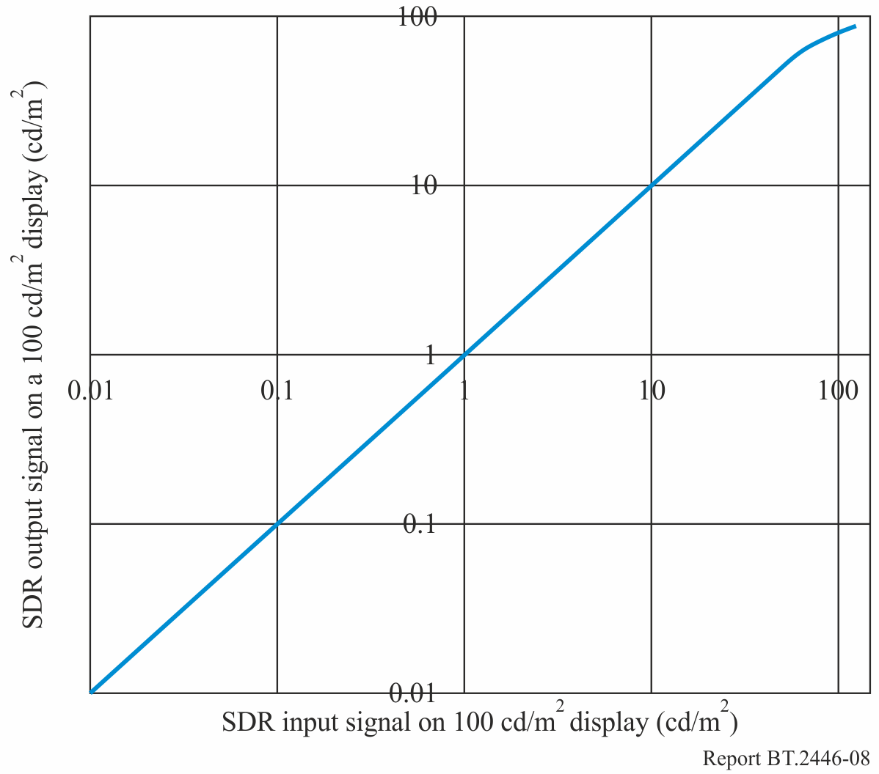 100
10
1
0.01 0.1 1 10 100
0.1
0.01
SDR output signal on a 100 cd/m² display (cd/m²)
SDR input signal on 100 cd/m² display (cd/m²)
Report BT.2446-08